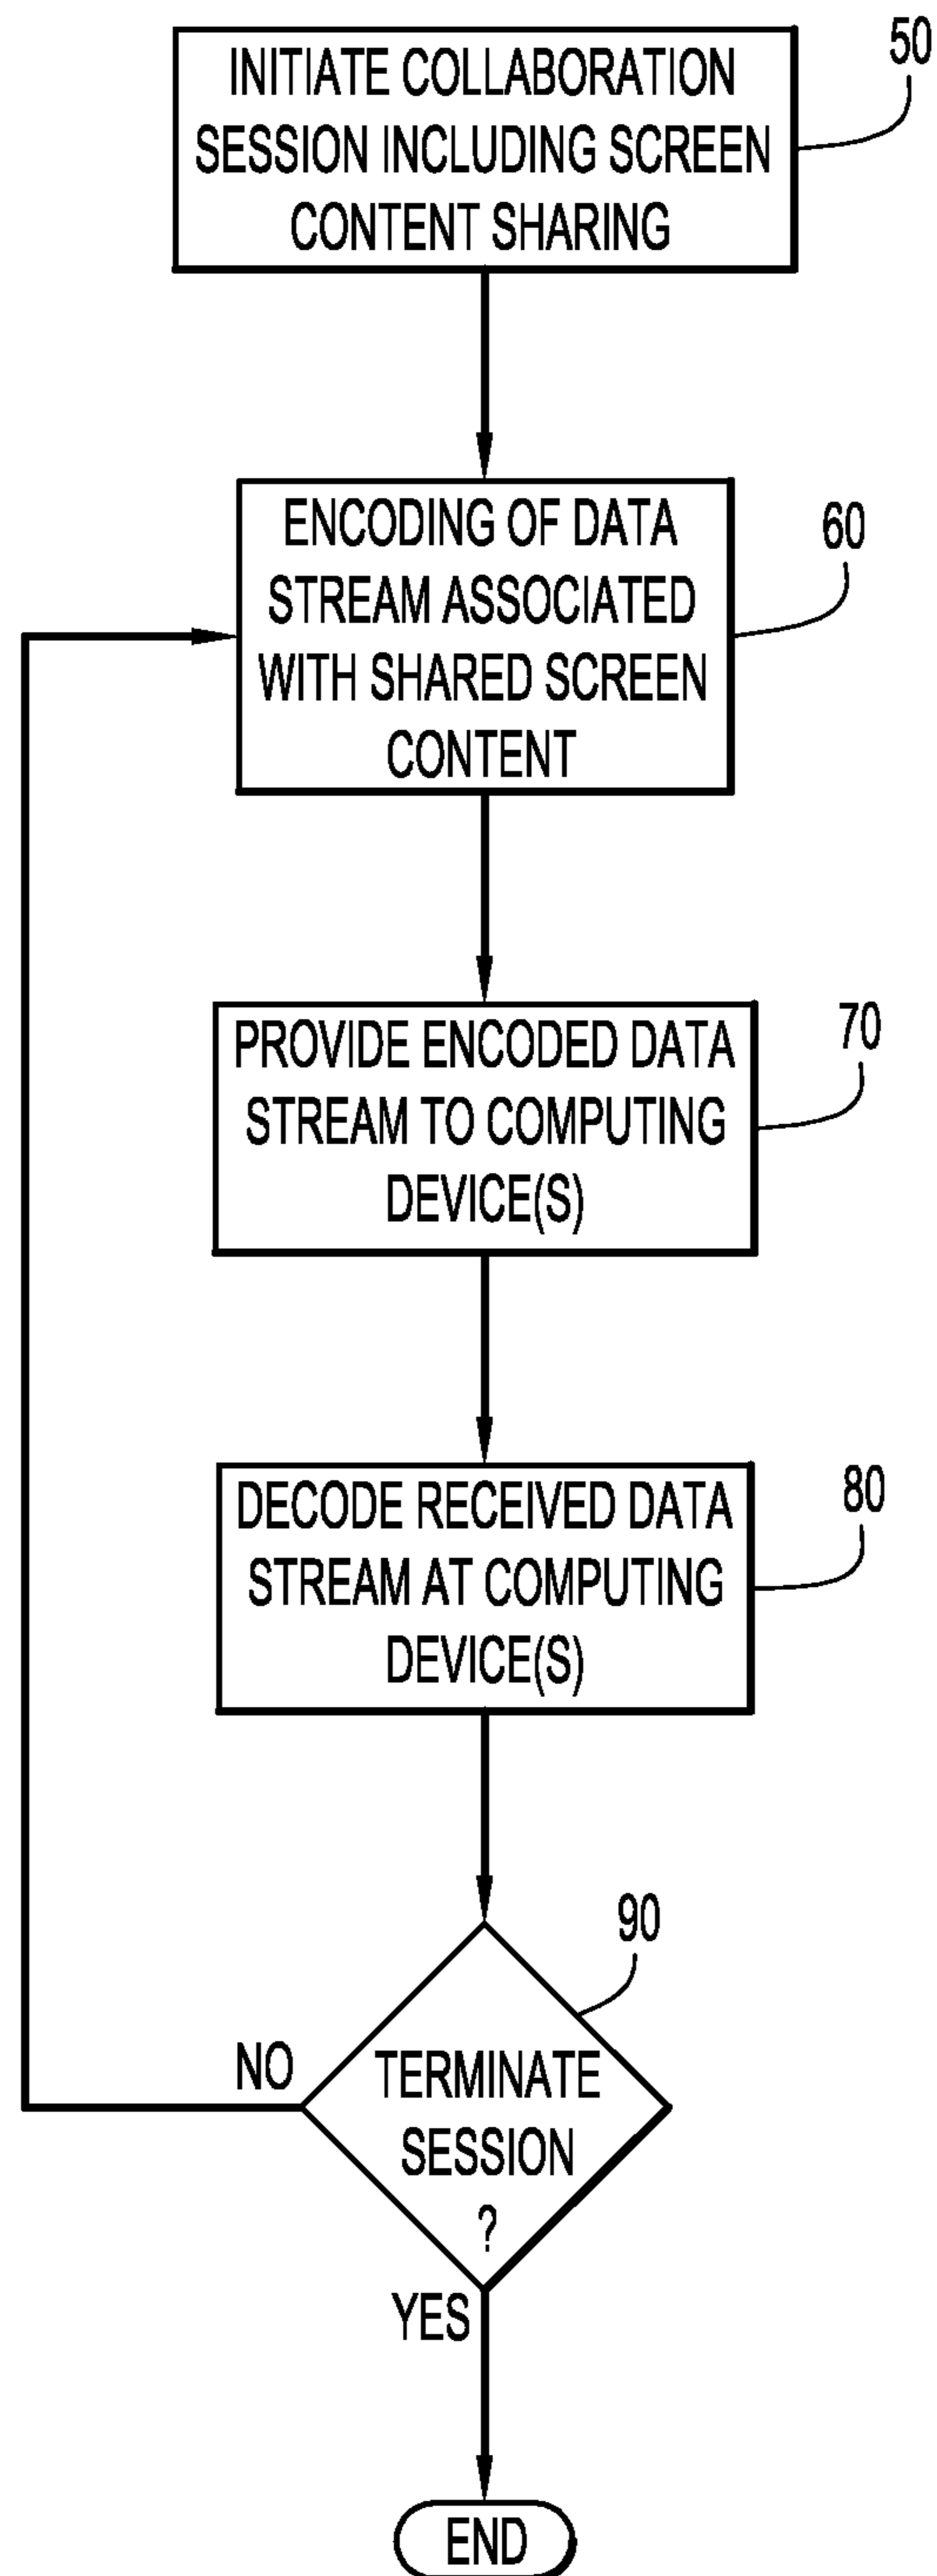 INITIATE COLLABORATION
SESSION INCLUDING SCREEN
CONTENT SHARING
50
ENCODING OF DATA
STREAM ASSOCIATED
WITH SHARED SCREEN
CONTENT
60
PROVIDE ENCODED DATA
STREAM TO COMPUTING
DEVICE(S)
70
DECODE RECEIVED DATA
STREAM AT COMPUTING
DEVICE(S)
80
90
TERMINATE
SESSION
?
NO
YES
END